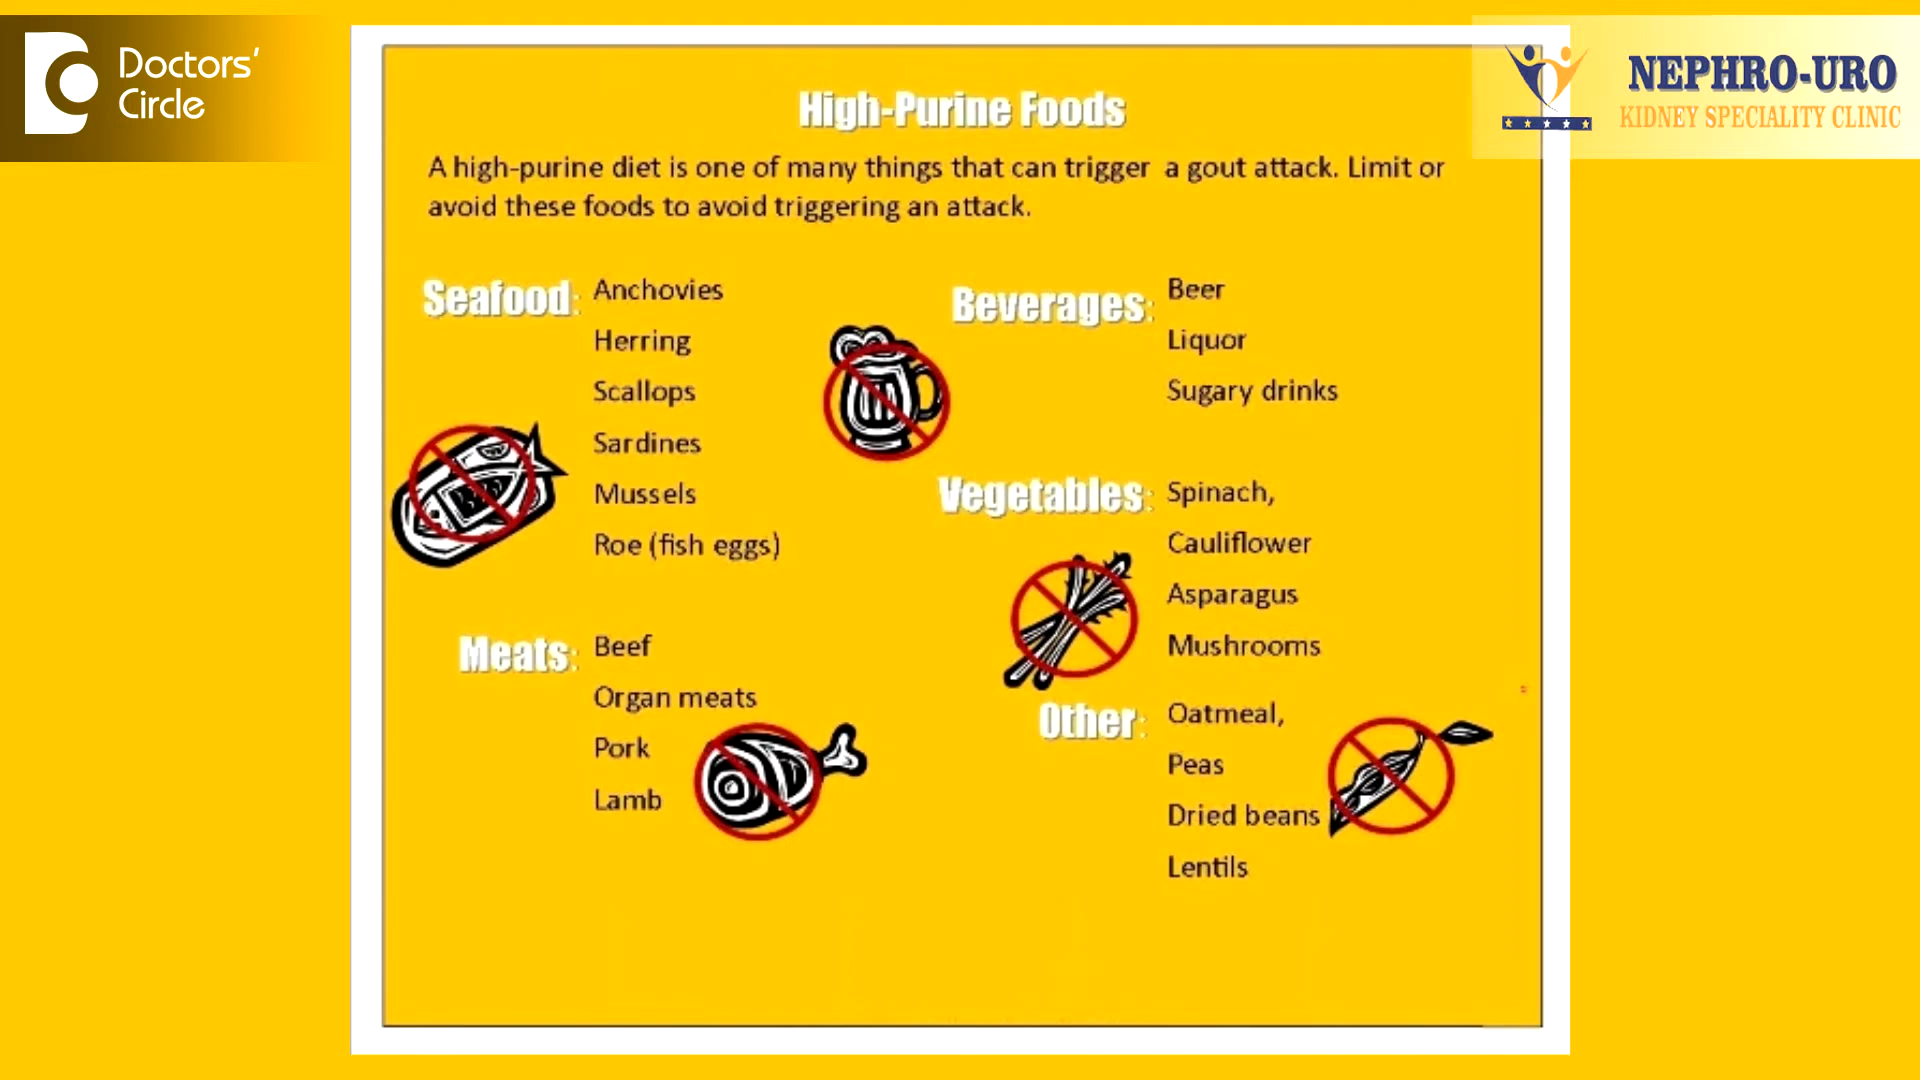 Doctors'
Circle
NEPHRO-URO
KIDNEY SPECIALITY CLINIC
High-Purine Foods
A high-purine diet is one of many things that can trigger a gout attack. Limit or
avoid these foods to avoid triggering an attack.
Seafood: Anchovies
Herring
Scallops
Sardines
Mussels
Roe (fish eggs)
Meats: Beef
Organ meats
Pork
Lamb
Beverages: Beer
Liquor
Sugary drinks
Vegetables: Spinach,
Cauliflower
Asparagus
Mushrooms
Other: Oatmeal,
Peas
Dried beans
Lentils